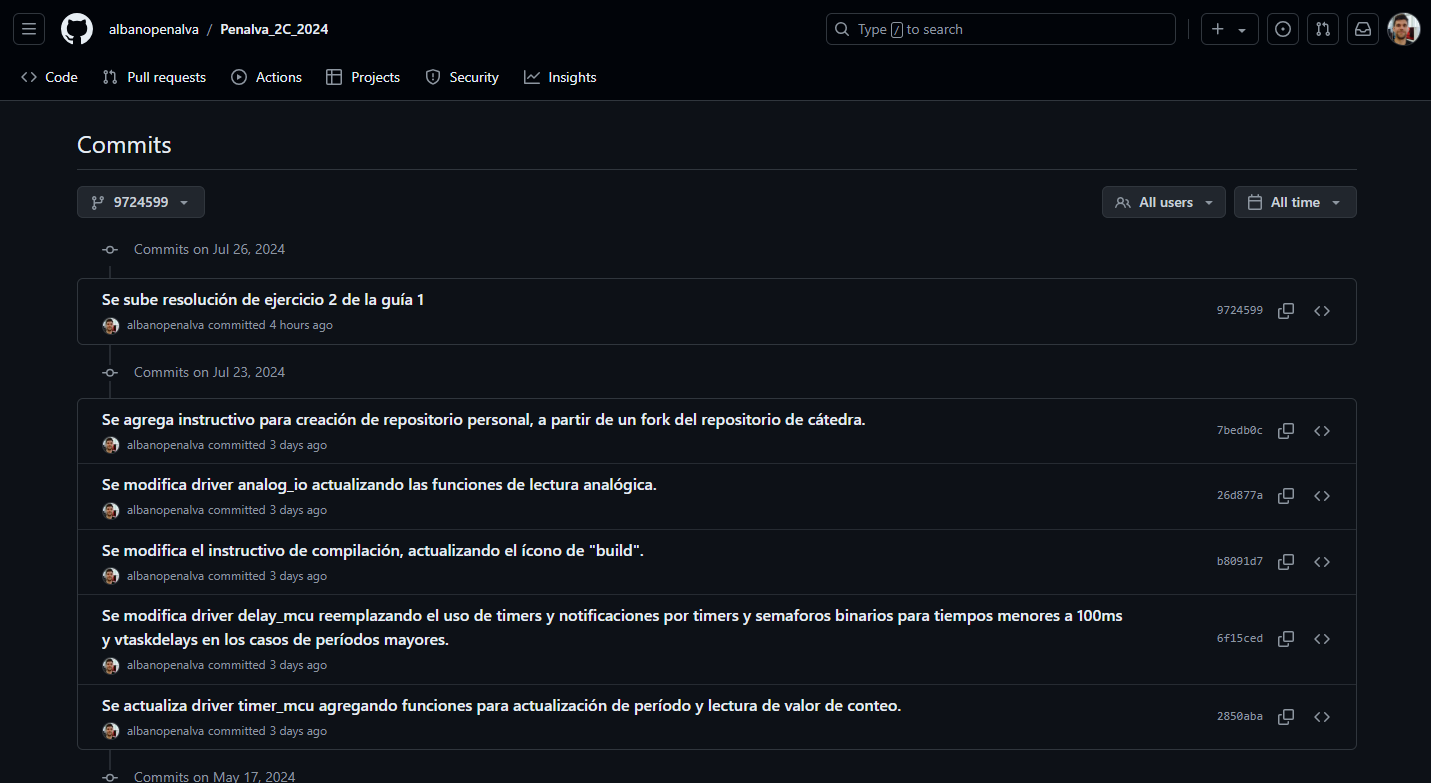 albanopenalva / Penalva_2C_2024
Type / to search
Code Pull requests Actions Projects Security Insights
Commits
9724599 All users All time
Commits on Jul 26, 2024
Se sube resolución de ejercicio 2 de la guía 1
9724599
albanopenalva committed 4 hours ago
Commits on Jul 23, 2024
Se agrega instructivo para creación de repositorio personal, a partir de un fork del repositorio de cátedra.
7bedb0c
albanopenalva committed 3 days ago
Se modifica driver analog_io actualizando las funciones de lectura analógica.
26d877a
albanopenalva committed 3 days ago
Se modifica el instructivo de compilación, actualizando el ícono de "build".
b8091d7
albanopenalva committed 3 days ago
Se modifica driver delay_mcu reemplazando el uso de timers y notificaciones por timers y semaforos binarios para tiempos menores a 100ms
y vtaskdelays en los casos de períodos mayores.
6f15ced
albanopenalva committed 3 days ago
Se actualiza driver timer_mcu agregando funciones para actualización de período y lectura de valor de conteo.
2850aba
albanopenalva committed 3 days ago
Commits on May 17, 2024